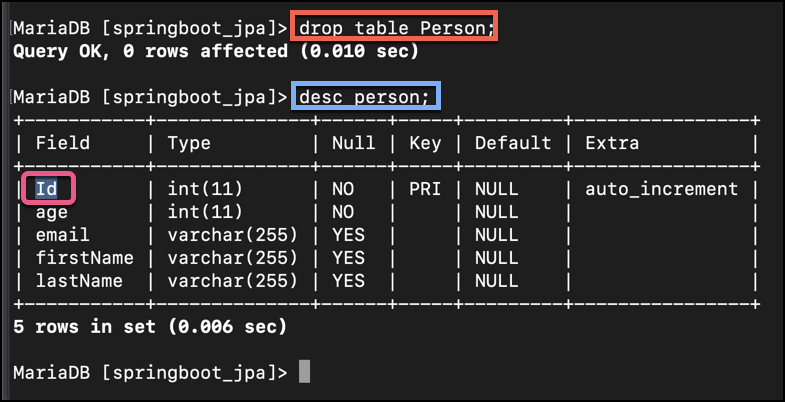 MariaDB [springboot_jpa]> drop table Person;
Query OK, 0 rows affected (0.010 sec)
MariaDB [springboot_jpa]> desc person;
+-----------+--------------+------+-----+---------+----------------+
| Field     | Type         | Null | Key | Default | Extra          |
+-----------+--------------+------+-----+---------+----------------+
| Id        | int(11)      | NO   | PRI | NULL    | auto_increment |
| age       | int(11)      | NO   |     | NULL    |                |
| email     | varchar(255) | YES  |     | NULL    |                |
| firstName | varchar(255) | YES  |     | NULL    |                |
| lastName  | varchar(255) | YES  |     | NULL    |                |
+-----------+--------------+------+-----+---------+----------------+
5 rows in set (0.006 sec)
MariaDB [springboot_jpa]>